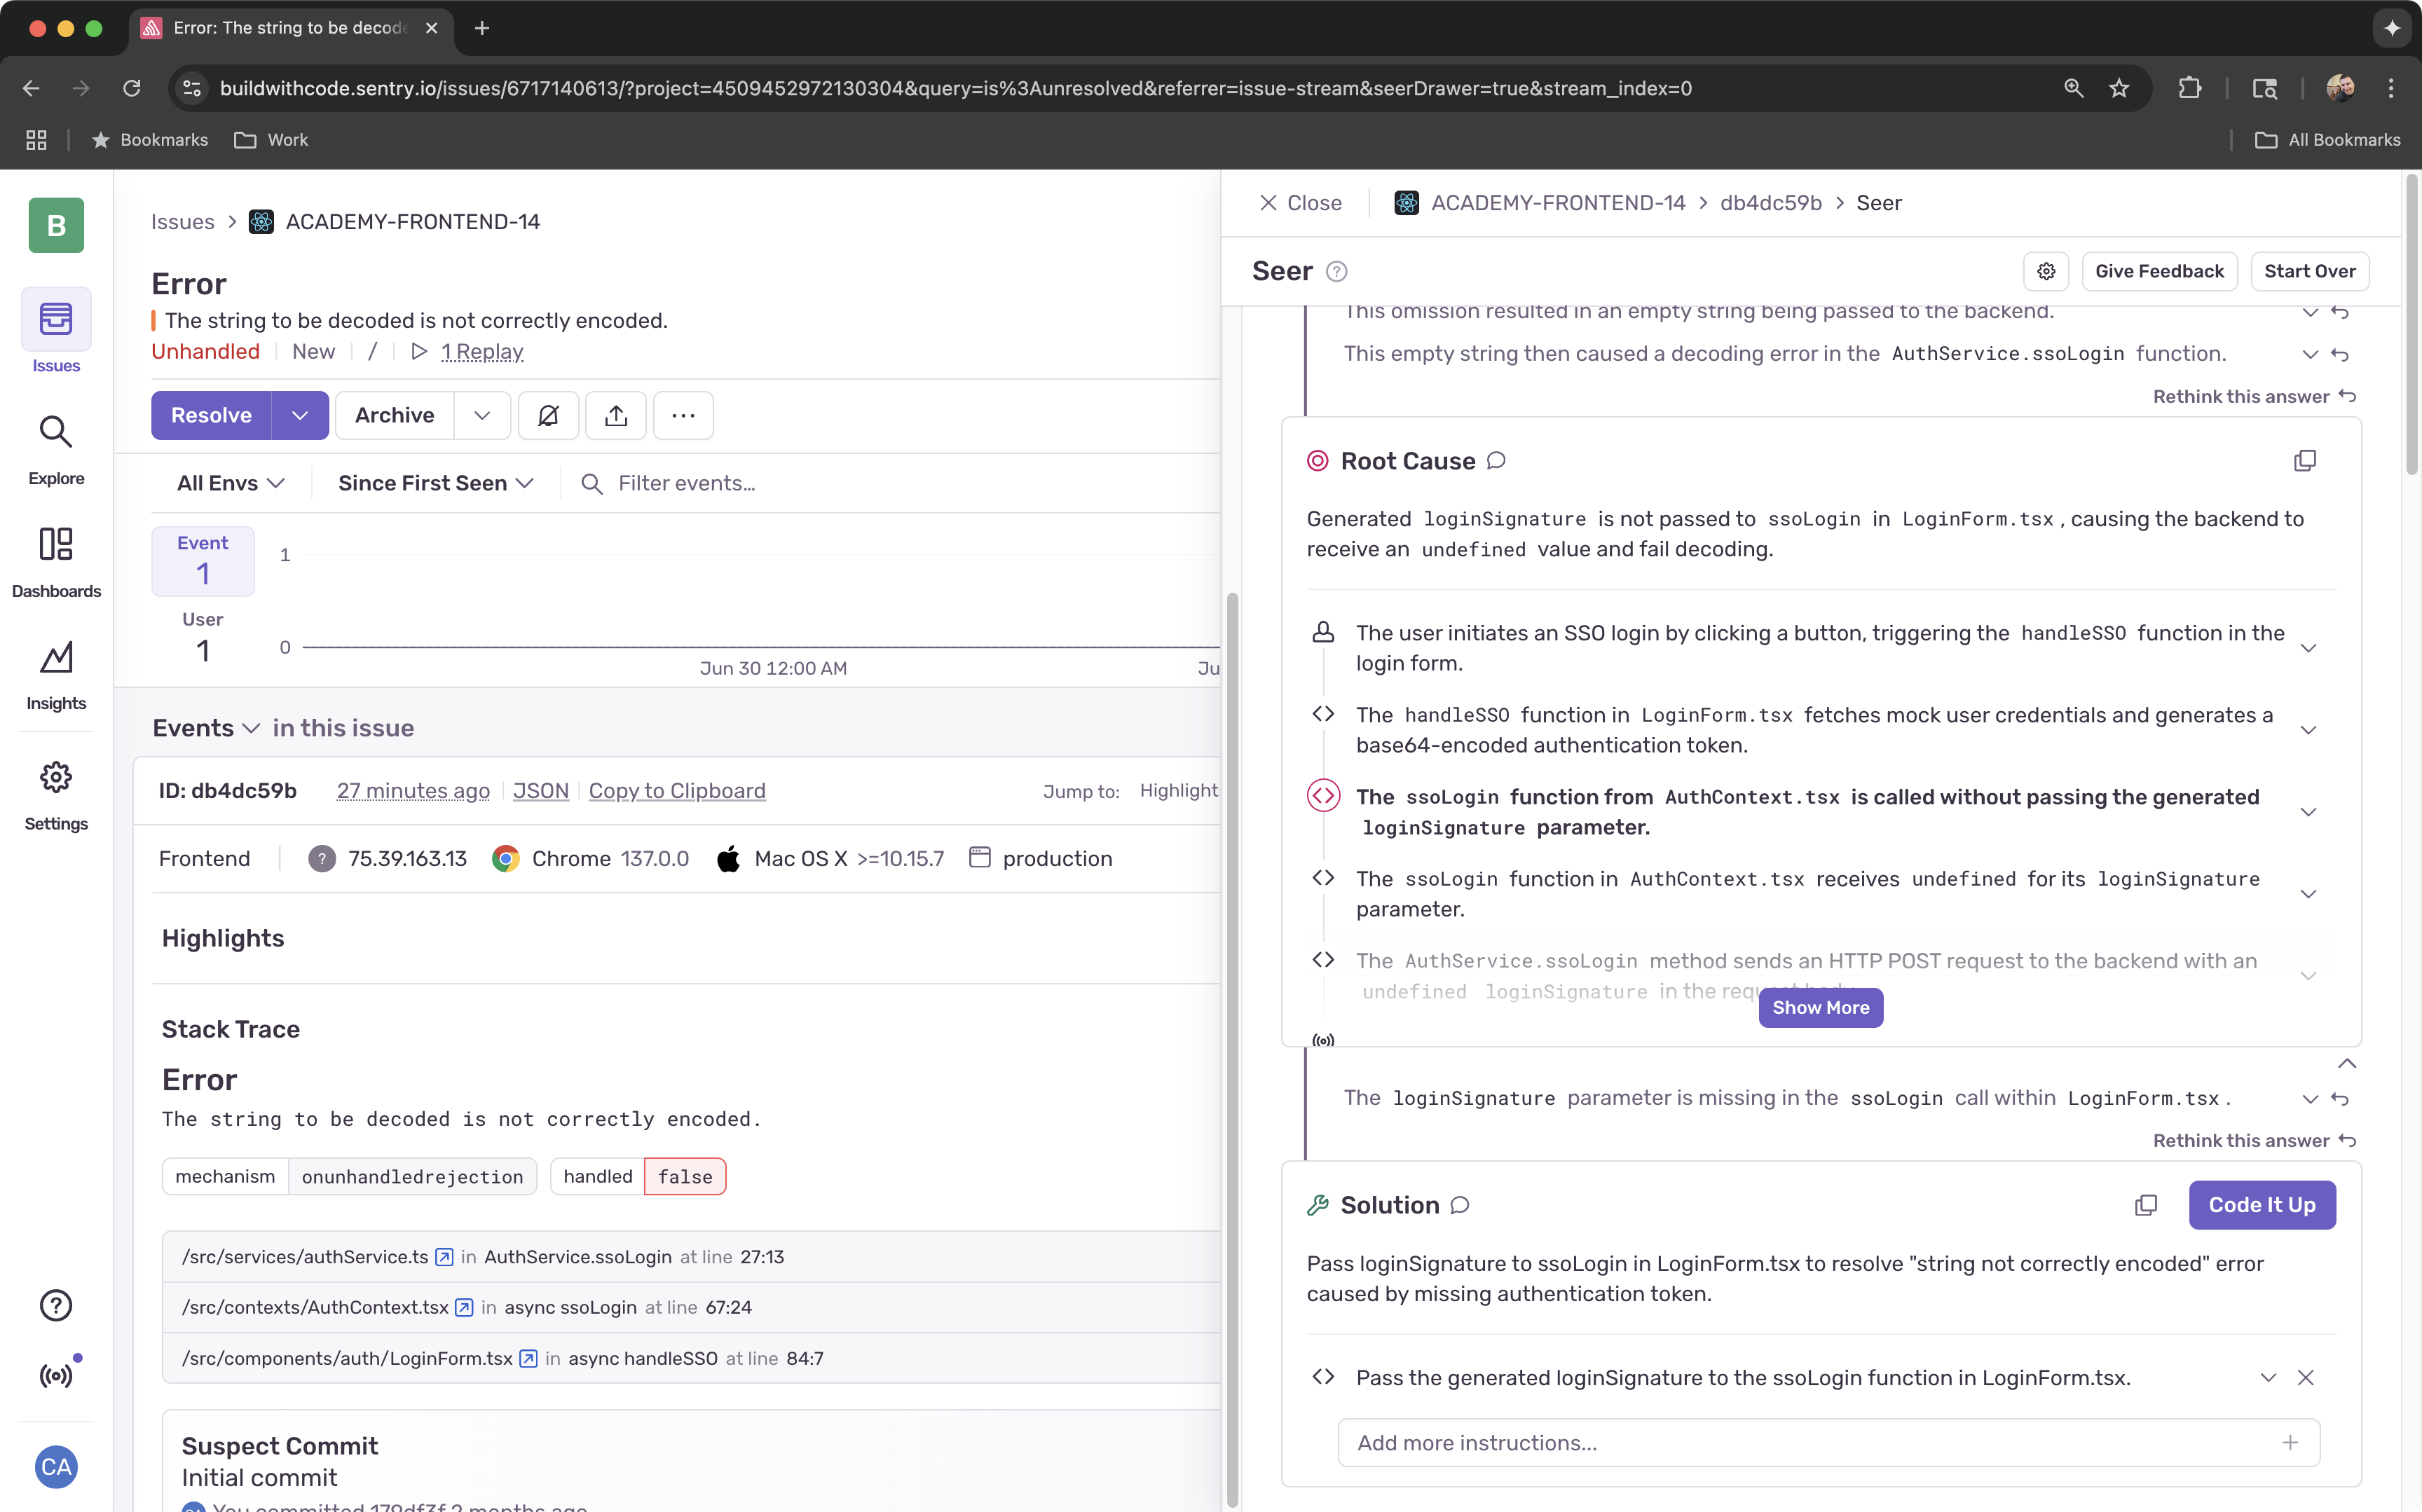 Error: The string to be decode
buildwithcode.sentry.io/issues/6717140613/?project=4509452972130304&query=is%3Aunresolved&referrer=issue-stream&seerDrawer=true&stream_index=0
Bookmarks
Work
All Bookmarks
B
Issues
Explore
Dashboards
Insights
Settings
CA
Issues > ACADEMY-FRONTEND-14
Error
The string to be decoded is not correctly encoded.
Unhandled New / 1 Replay
Resolve
Archive
All Envs
Since First Seen
Filter events…
Event
1
User
1
1
0
Jun 30 12:00 AM
Ju
Events in this issue
ID: db4dc59b 27 minutes ago JSON Copy to Clipboard
Jump to: Highlight
Frontend ? 75.39.163.13 Chrome 137.0.0 Mac OS X >=10.15.7 production
Highlights
Stack Trace
Error
The string to be decoded is not correctly encoded.
mechanism onunhandledrejection handled false
/src/services/authService.ts in AuthService.ssoLogin at line 27:13
/src/contexts/AuthContext.tsx in async ssoLogin at line 67:24
/src/components/auth/LoginForm.tsx in async handleSSO at line 84:7
Suspect Commit
Initial commit
You committed 179df3f 2 months ago
Close
ACADEMY-FRONTEND-14 > db4dc59b > Seer
Seer ?
Give Feedback
Start Over
This omission resulted in an empty string being passed to the backend.
This empty string then caused a decoding error in the AuthService.ssoLogin function.
Rethink this answer
Root Cause
Generated loginSignature is not passed to ssoLogin in LoginForm.tsx, causing the backend to
receive an undefined value and fail decoding.
The user initiates an SSO login by clicking a button, triggering the handleSSO function in the
login form.
The handleSSO function in LoginForm.tsx fetches mock user credentials and generates a
base64-encoded authentication token.
The ssoLogin function from AuthContext.tsx is called without passing the generated
loginSignature parameter.
The ssoLogin function in AuthContext.tsx receives undefined for its loginSignature
parameter.
The AuthService.ssoLogin method sends an HTTP POST request to the backend with an
undefined loginSignature in the request body.
Show More
The loginSignature parameter is missing in the ssoLogin call within LoginForm.tsx.
Rethink this answer
Solution
Code It Up
Pass loginSignature to ssoLogin in LoginForm.tsx to resolve "string not correctly encoded" error
caused by missing authentication token.
Pass the generated loginSignature to the ssoLogin function in LoginForm.tsx.
Add more instructions...